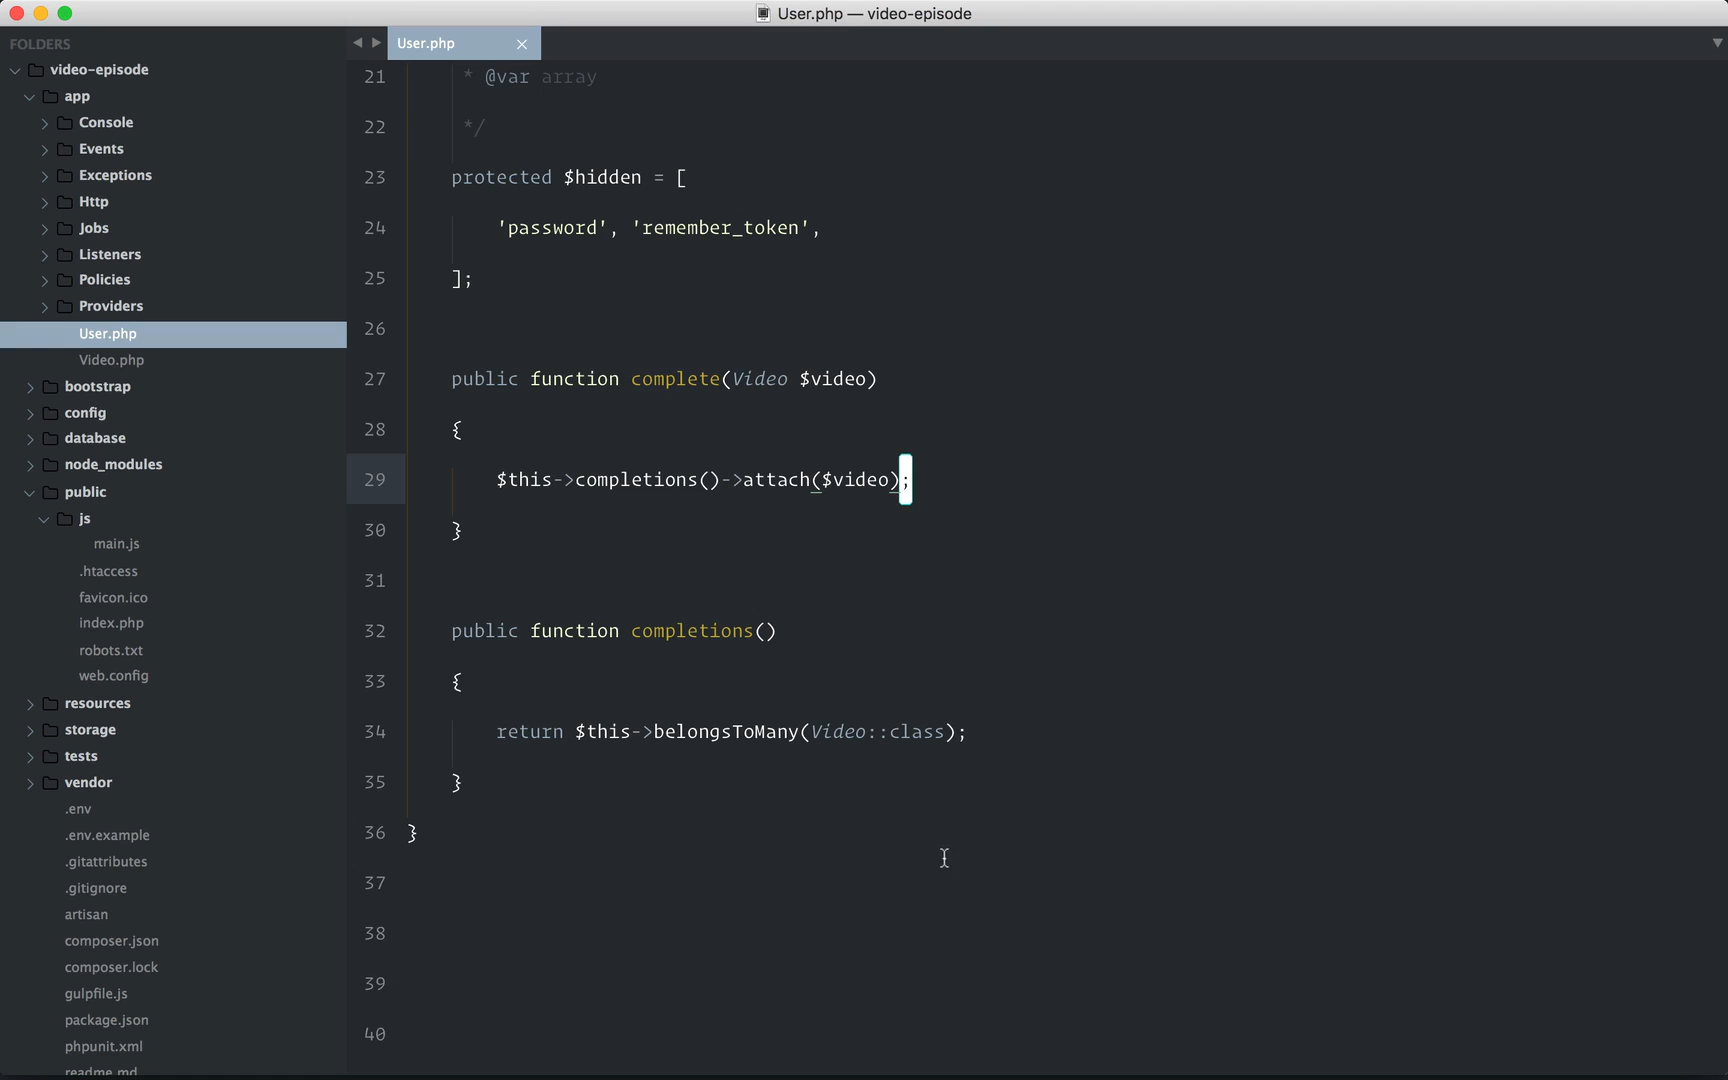 User.php — video-episode
FOLDERS
video-episode
app
Console
Events
Exceptions
Http
Jobs
Listeners
Policies
Providers
User.php
Video.php
bootstrap
config
database
node_modules
public
js
main.js
.htaccess
favicon.ico
index.php
robots.txt
web.config
resources
storage
tests
vendor
.env
.env.example
.gitattributes
.gitignore
artisan
composer.json
composer.lock
gulpfile.js
package.json
phpunit.xml
readme.md
User.php
21 * @var array
22 */
23 protected $hidden = [
24 'password', 'remember_token',
25 ];
26
27 public function complete(Video $video)
28 {
29 $this->completions()->attach($video);
30 }
31
32 public function completions()
33 {
34 return $this->belongsToMany(Video::class);
35 }
36 }
37
38
39
40